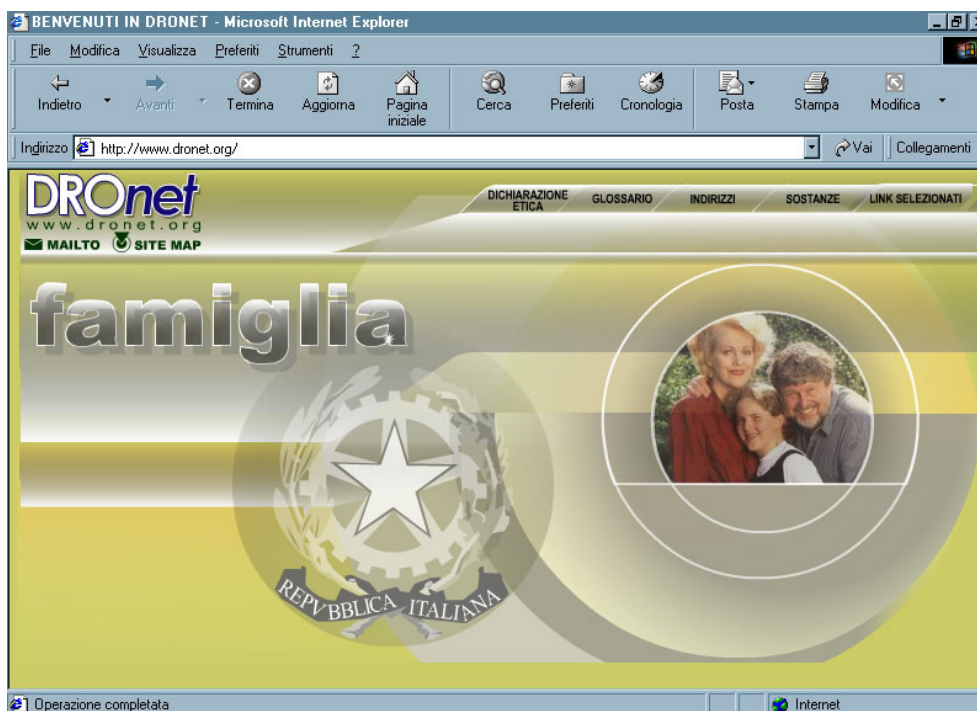 BENVENUTI IN DRONET - Microsoft Internet Explorer
File Modifica Visualizza Preferiti Strumenti ?
Indietro Avanti Termina Aggiorna Pagina iniziale Cerca Preferiti Cronologia Posta Stampa Modifica
Indirizzo http://www.dronet.org/ Vai Collegamenti
DROnet
www.dronet.org
MAILTO SITE MAP
DICHIARAZIONE ETICA GLOSSARIO INDIRIZZI SOSTANZE LINK SELEZIONATI
famiglia
REPVBBLICA ITALIANA
Operazione completata Internet